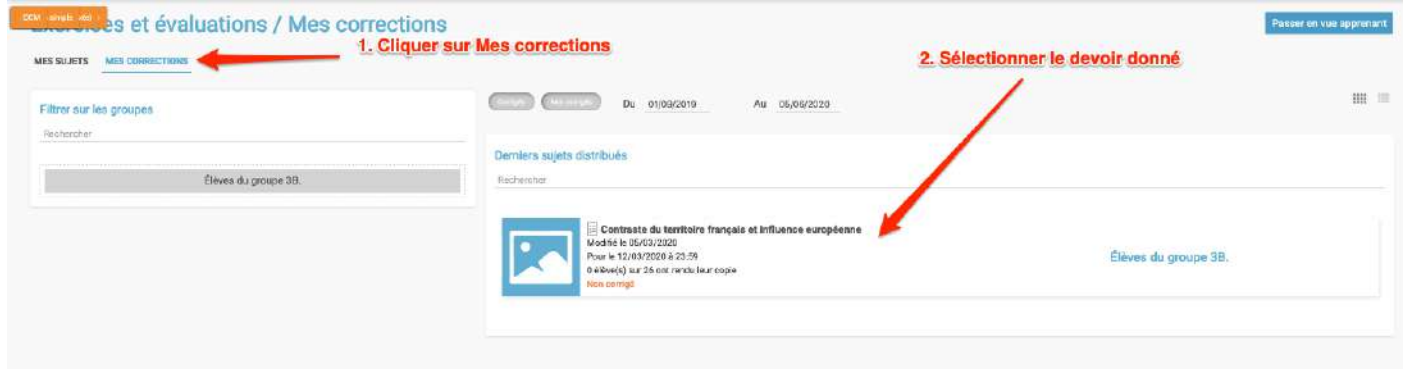 Exercices et évaluations / Mes corrections
Passer en vue apprenant
1. Cliquer sur Mes corrections
2. Sélectionner le devoir donné
MES SUJETS MES CORRECTIONS
Filtrer sur les groupes
Rechercher
Élèves du groupe 3B.
Du 01/09/2019 Au 05/06/2020
Derniers sujets distribués
Rechercher
Contraste du territoire français et influence européenne
Modifié le 05/03/2020
Pour le 12/03/2020 à 23:59
0 élève(s) sur 26 ont rendu leur copie
Non corrigé
Élèves du groupe 3B.